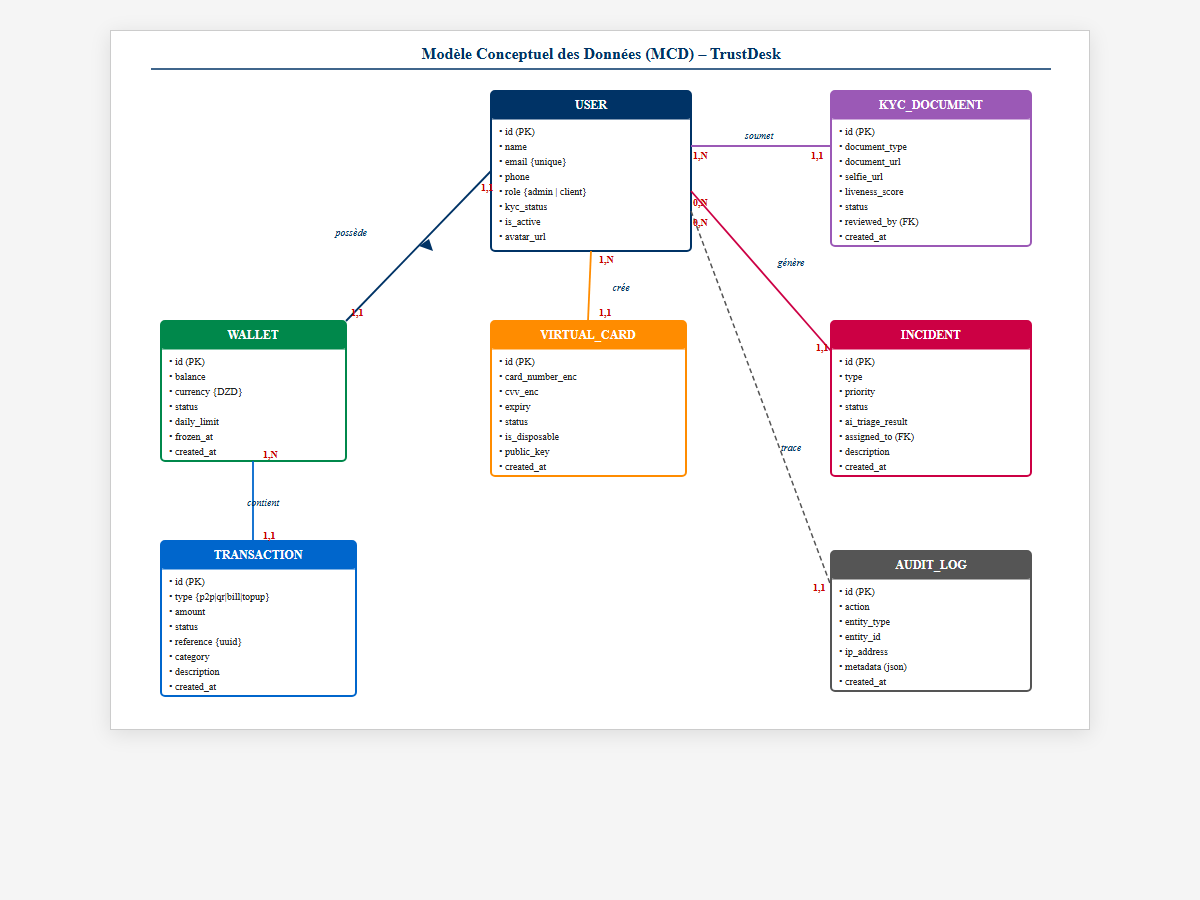 Modèle Conceptuel des Données (MCD) – TrustDesk
USER
• id (PK)
• name
• email {unique}
• phone
• role {admin | client}
• kyc_status
• is_active
• avatar_url
KYC_DOCUMENT
• id (PK)
• document_type
• document_url
• selfie_url
• liveness_score
• status
• reviewed_by (FK)
• created_at
soumet
1,N
1,1
1,1
possède
1,1
0,N
0,N
génère
1,1
1,N
crée
1,1
WALLET
• id (PK)
• balance
• currency {DZD}
• status
• daily_limit
• frozen_at
• created_at
VIRTUAL_CARD
• id (PK)
• card_number_enc
• cvv_enc
• expiry
• status
• is_disposable
• public_key
• created_at
INCIDENT
• id (PK)
• type
• priority
• status
• ai_triage_result
• assigned_to (FK)
• description
• created_at
1,N
contient
1,1
trace
1,1
TRANSACTION
• id (PK)
• type {p2p|qr|bill|topup}
• amount
• status
• reference {uuid}
• category
• description
• created_at
AUDIT_LOG
• id (PK)
• action
• entity_type
• entity_id
• ip_address
• metadata (json)
• created_at